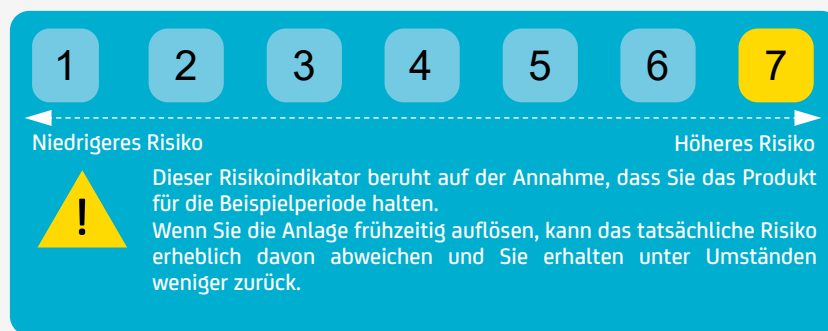 1 2 3 4 5 6 7
Niedrigeres Risiko Höheres Risiko
Dieser Risikoindikator beruht auf der Annahme, dass Sie das Produkt
für die Beispielperiode halten.
Wenn Sie die Anlage frühzeitig auflösen, kann das tatsächliche Risiko
erheblich davon abweichen und Sie erhalten unter Umständen
weniger zurück.
!